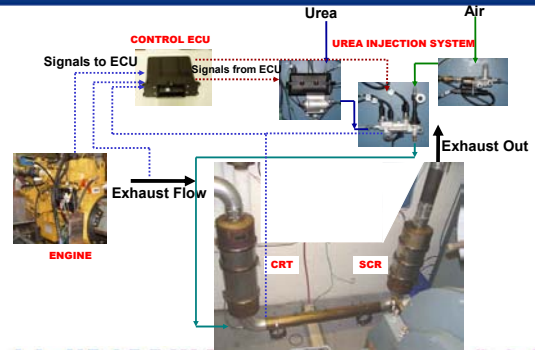 Urea
Air
CONTROL ECU
UREA INJECTION SYSTEM
Signals to ECU
Signals from ECU
Exhaust Out
Exhaust Flow
ENGINE
CRT
SCR